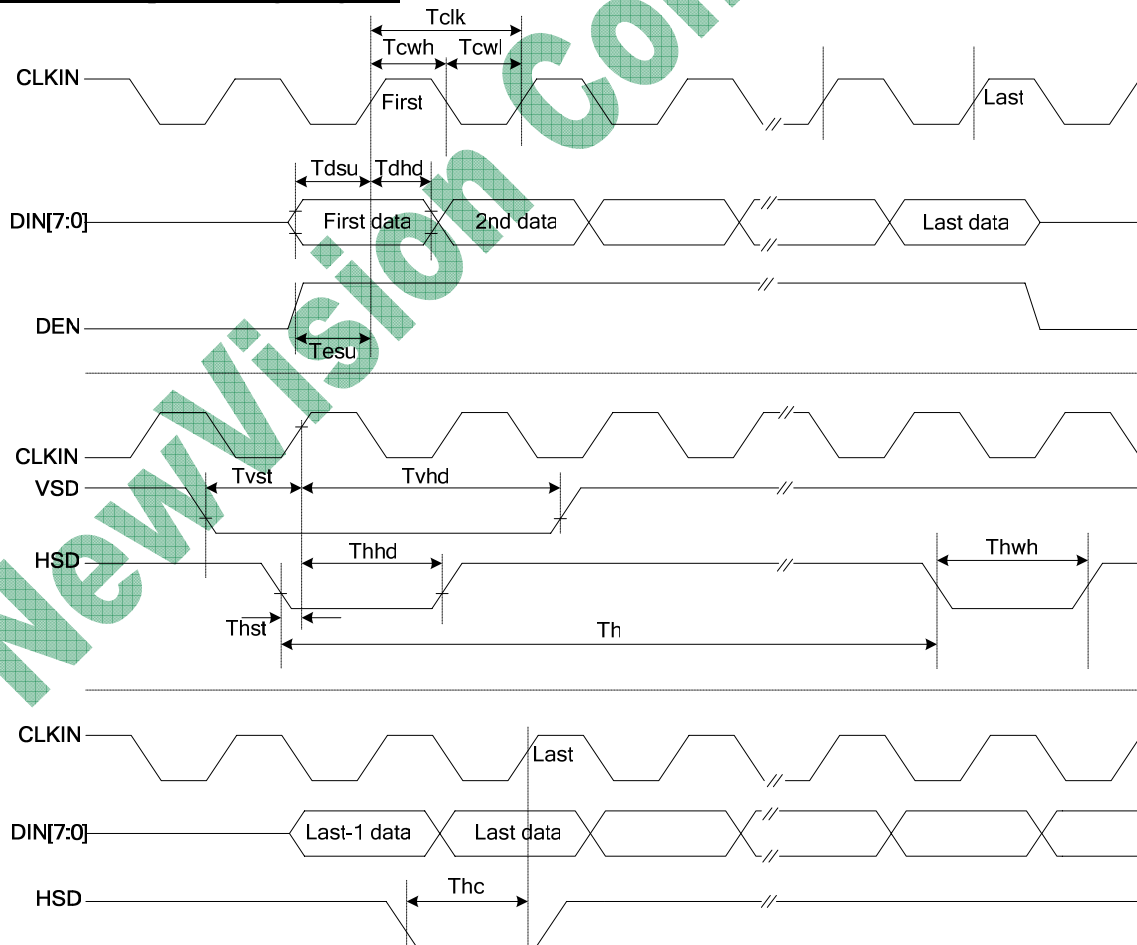 Tclk
Tcwh Tcwl
CLKIN
First
Last
Tdsu Tdhd
DIN[7:0]
First data 2nd data Last data
DEN
Tesu
CLKIN
VSD
Tvst Tvhd
HSD
Thhd Thwh
Thst
Th
CLKIN
Last
DIN[7:0]
Last-1 data Last data
HSD
Thc
NewVision